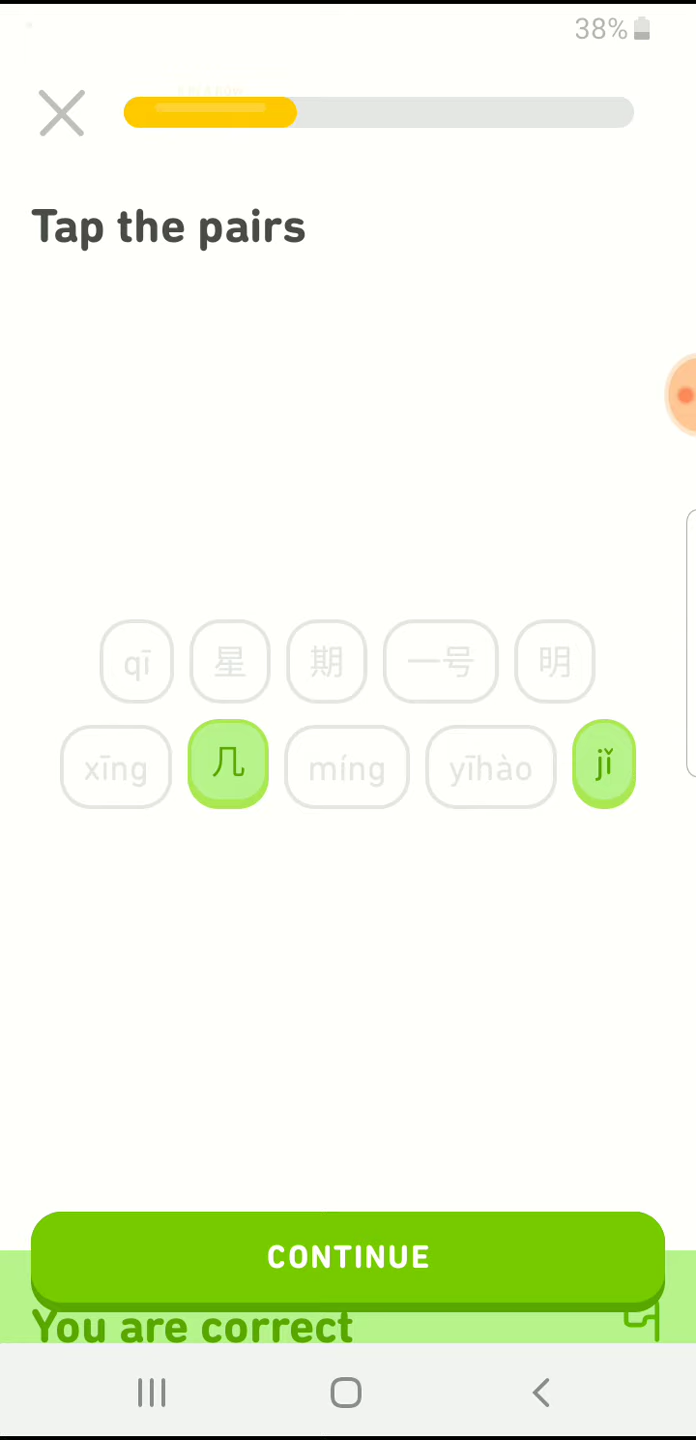 38%
Tap the pairs
qī 星 期 一号 明
xīng 几 míng yīhào jǐ
CONTINUE
You are correct